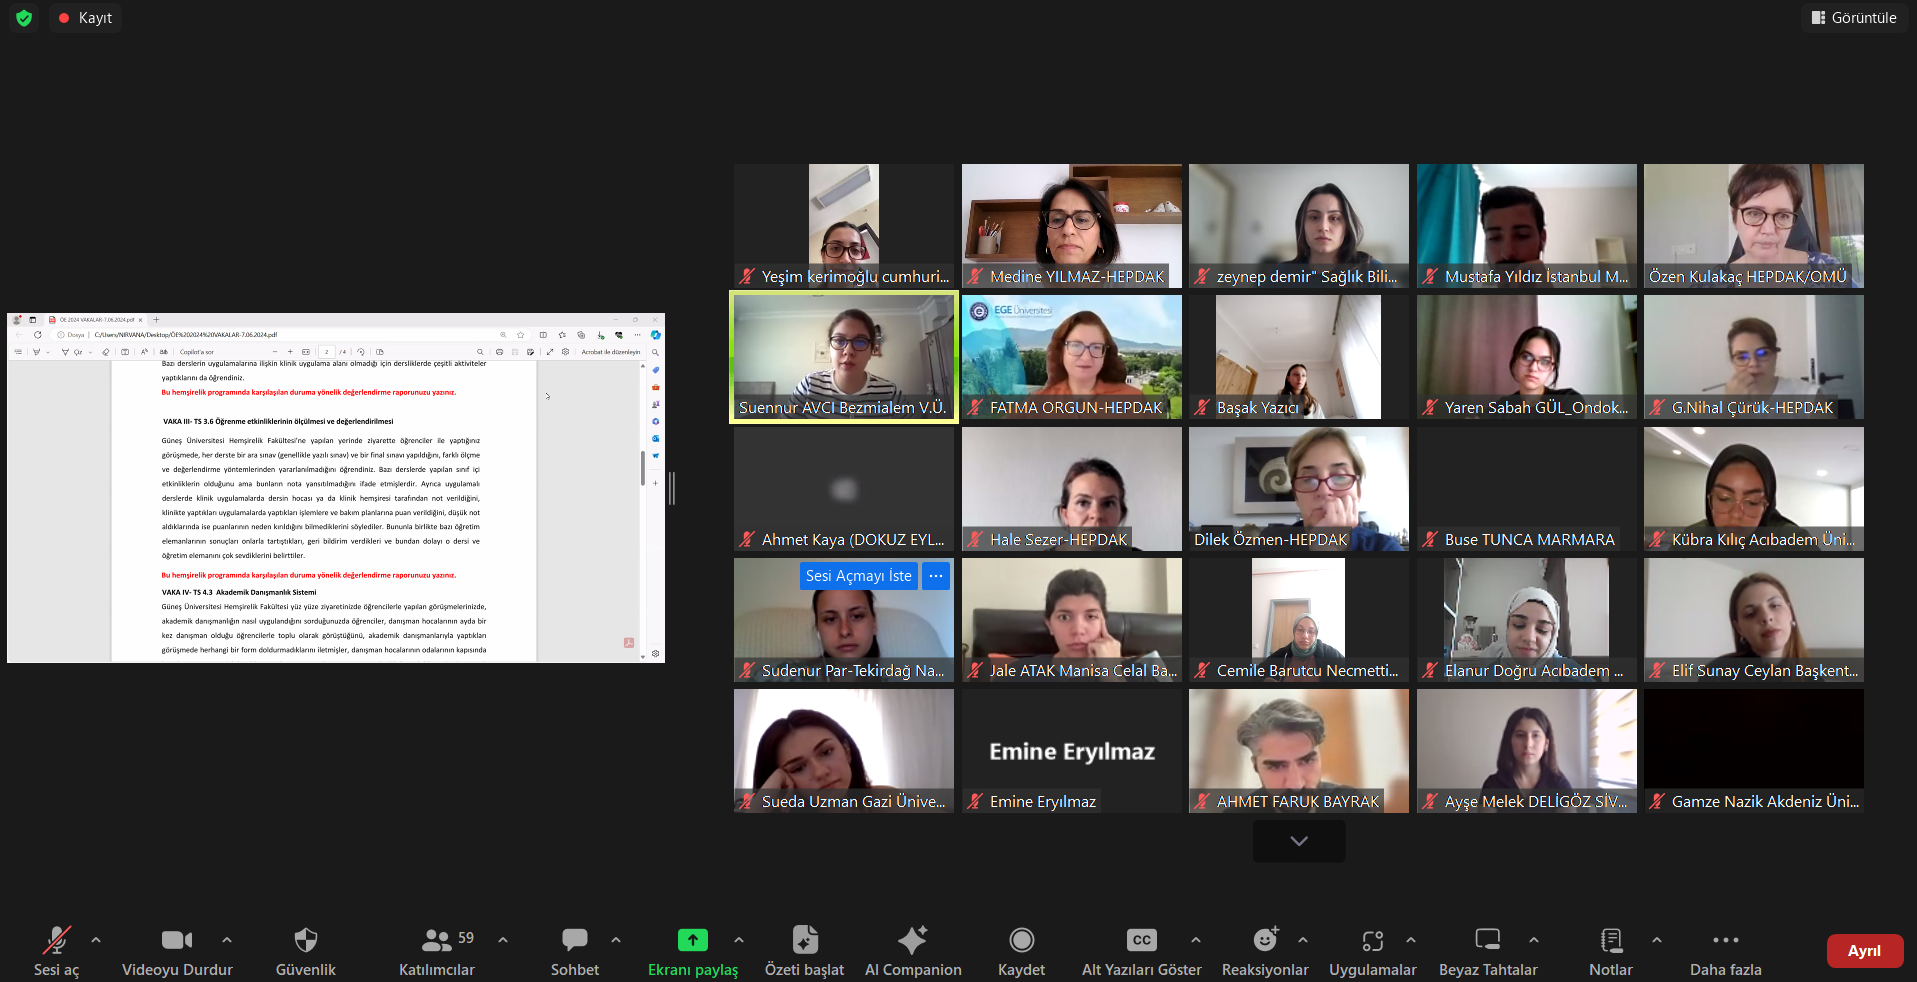 Kayıt
Görüntüle
ÖE 2024 VAKALAR-7.06.2024.pdf
Dosya
C:/Users/NIRVANA/Desktop/ÖE%202024%20VAKALAR-7.06.2024.pdf
Copilot'a sor
2 / 4
Acrobat ile düzenleyin
Bazı derslerin uygulamalarına ilişkin klinik uygulama alanı olmadığı için dersliklerde çeşitli aktiviteler
yaptıklarını da öğrendiniz.
Bu hemşirelik programında karşılaşılan duruma yönelik değerlendirme raporunuzu yazınız.
VAKA III- TS 3.6 Öğrenme etkinliklerinin ölçülmesi ve değerlendirilmesi
Güneş Üniversitesi Hemşirelik Fakültesi'ne yapılan yerinde ziyarette öğrenciler ile yaptığınız
görüşmede, her derste bir ara sınav (genellikle yazılı sınav) ve bir final sınavı yapıldığını, farklı ölçme
ve değerlendirme yöntemlerinden yararlanılmadığını öğrendiniz. Bazı derslerde yapılan sınıf içi
etkinliklerin olduğunu ama bunların nota yansıtılmadığını ifade etmişlerdir. Ayrıca uygulamalı
derslerde klinik uygulamalarda dersin hocası ya da klinik hemşiresi tarafından not verildiğini,
klinikte yaptıkları uygulamalarda yaptıkları işlemlere ve bakım planlarına puan verildiğini, düşük not
aldıklarında ise puanlarının neden kırıldığını bilmediklerini söylediler. Bununla birlikte bazı öğretim
elemanlarının sonuçları onlarla tartıştıkları, geri bildirim verdikleri ve bundan dolayı o dersi ve
öğretim elemanını çok sevdiklerini belirttiler.
Bu hemşirelik programında karşılaşılan duruma yönelik değerlendirme raporunuzu yazınız.
VAKA IV- TS 4.3 Akademik Danışmanlık Sistemi
Güneş Üniversitesi Hemşirelik Fakültesi yüz yüze ziyaretinizde öğrencilerle yapılan görüşmelerinizde,
akademik danışmanlığın nasıl uygulandığını sorduğunuzda öğrenciler, danışman hocalarının ayda bir
kez danışman olduğu öğrencilerle toplu olarak görüştüğünü, akademik danışmanlarıyla yaptıkları
görüşmede herhangi bir form doldurmadıklarını iletmişler, danışman hocalarının odalarının kapısında
Yeşim kerimoğlu cumhuri...
Medine YILMAZ-HEPDAK
zeynep demir" Sağlık Bili...
Mustafa Yıldız İstanbul M...
Özen Kulakaç HEPDAK/OMÜ
Suennur AVCI Bezmialem V.Ü.
EGE Üniversitesi
FATMA ORGUN-HEPDAK
Başak Yazıcı
Yaren Sabah GÜL_Ondok...
G.Nihal Çürük-HEPDAK
Ahmet Kaya (DOKUZ EYL...
Hale Sezer-HEPDAK
Dilek Özmen-HEPDAK
Buse TUNCA MARMARA
Kübra Kılıç Acıbadem Üni...
Sesi Açmayı İste
...
Sudenur Par-Tekirdağ Na...
Jale ATAK Manisa Celal Ba...
Cemile Barutcu Necmetti...
Elanur Doğru Acıbadem ...
Elif Sunay Ceylan Başkent...
Sueda Uzman Gazi Ünive...
Emine Eryılmaz
Emine Eryılmaz
AHMET FARUK BAYRAK
Ayşe Melek DELİGÖZ SİV...
Gamze Nazik Akdeniz Üni...
59
CC
Sesi aç
Videoyu Durdur
Güvenlik
Katılımcılar
Sohbet
Ekranı paylaş
Özeti başlat
AI Companion
Kaydet
Alt Yazıları Göster
Reaksiyonlar
Uygulamalar
Beyaz Tahtalar
Notlar
Daha fazla
Ayrıl